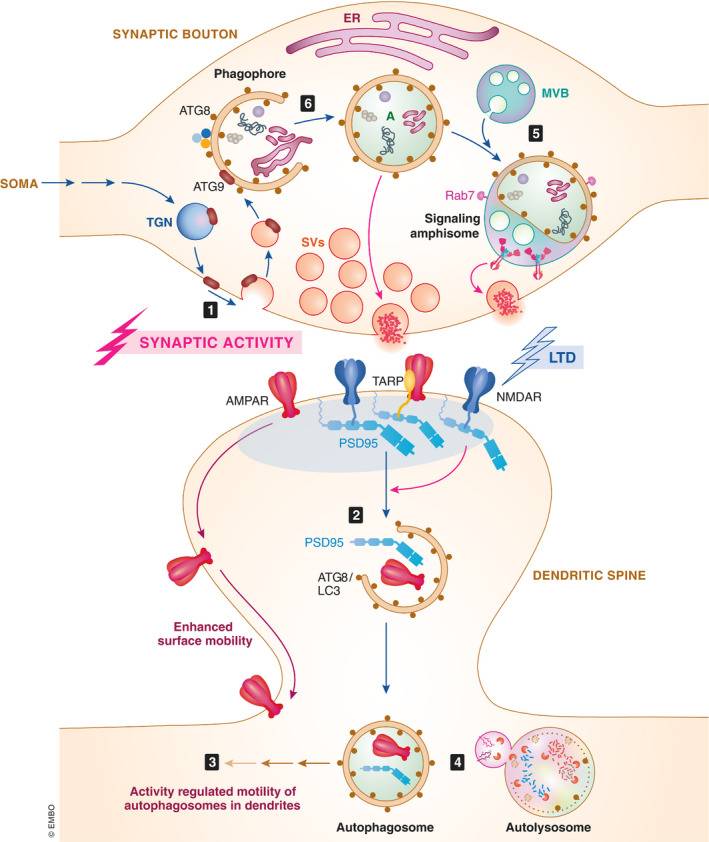 ER
SYNAPTIC BOUTON
Phagophore
6
ATG8
A
MVB
5
ATG9
SOMA
TGN
Rab7
Signaling
amphisome
SVs
1
SYNAPTIC ACTIVITY
LTD
TARP
AMPAR
NMDAR
PSD95
2
PSD95
ATG8/
LC3
DENDRITIC SPINE
Enhanced
surface mobility
3
4
Activity regulated motility of
autophagosomes in dendrites
Autophagosome
Autolysosome
© EMBO